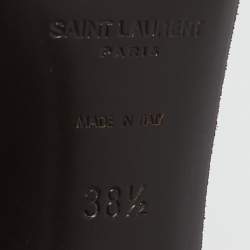 SAINT LAURENT
PARIS
MADE IN ITALY
38½